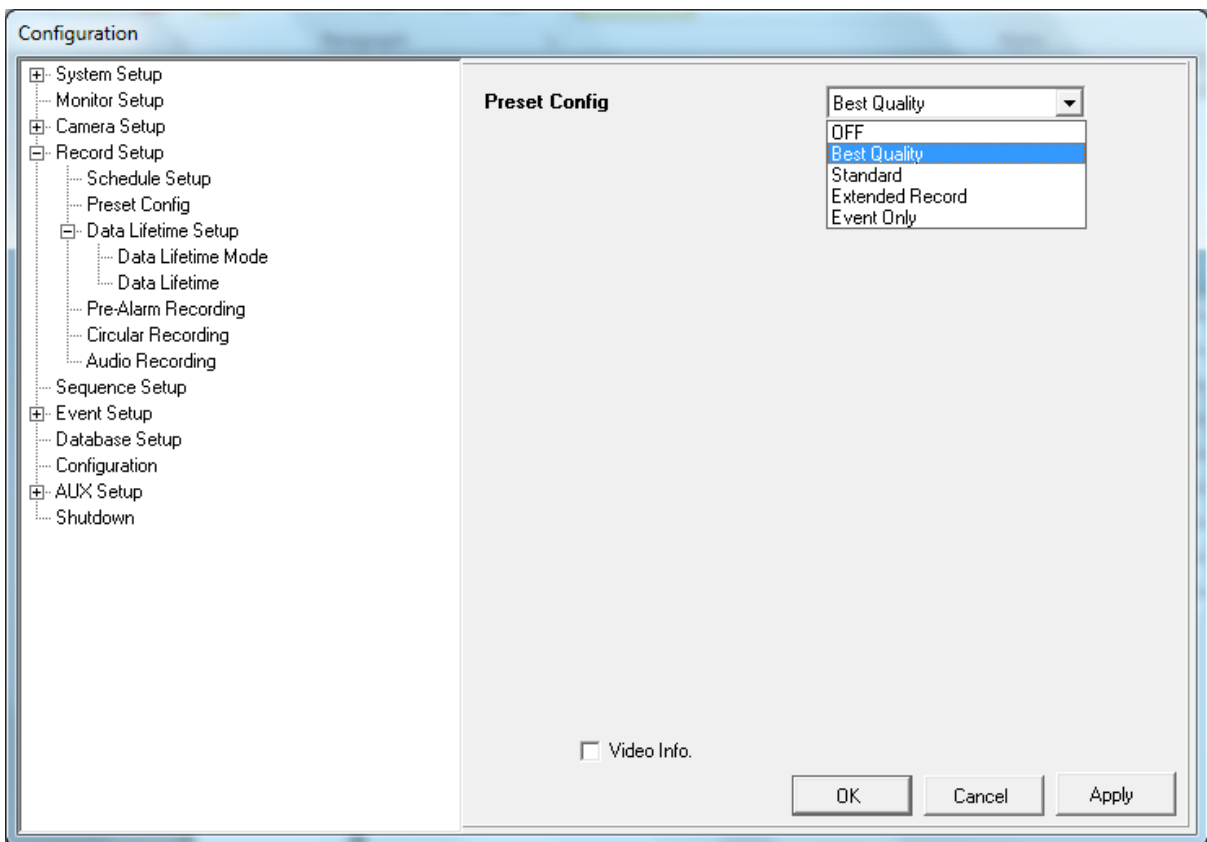 Configuration
System Setup
Monitor Setup
Camera Setup
Record Setup
Schedule Setup
Preset Config
Data Lifetime Setup
Data Lifetime Mode
Data Lifetime
Pre-Alarm Recording
Circular Recording
Audio Recording
Sequence Setup
Event Setup
Database Setup
Configuration
AUX Setup
Shutdown
Preset Config
Best Quality
OFF
Best Quality
Standard
Extended Record
Event Only
Video Info.
OK
Cancel
Apply